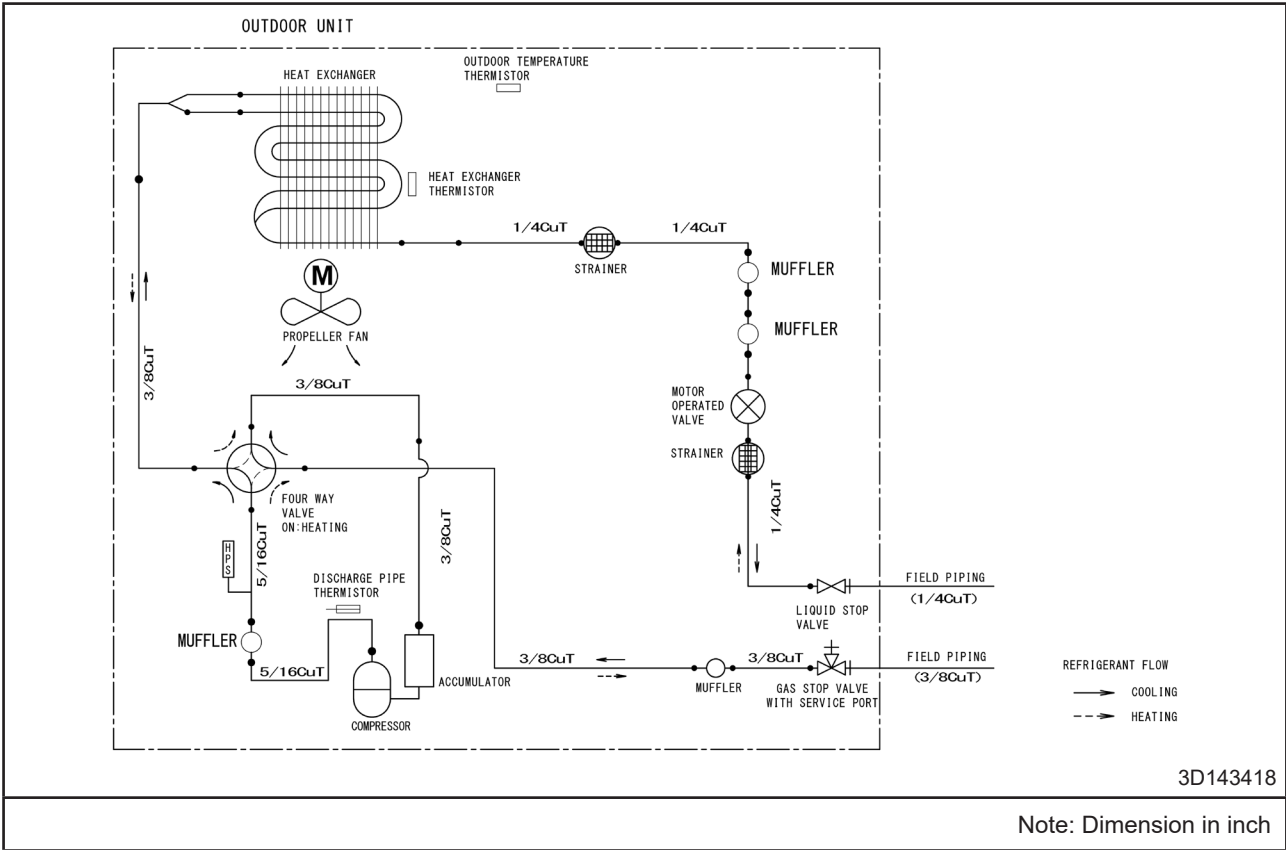 OUTDOOR UNIT
OUTDOOR TEMPERATURE
THERMISTOR
HEAT EXCHANGER
HEAT EXCHANGER
THERMISTOR
1/4CuT
1/4CuT
STRAINER
MUFFLER
M
MUFFLER
PROPELLER FAN
3/8CuT
3/8CuT
MOTOR
OPERATED
VALVE
STRAINER
FOUR WAY
VALVE
ON:HEATING
1/4CuT
3/8CuT
5/16CuT
HPS
DISCHARGE PIPE
THERMISTOR
FIELD PIPING
(1/4CuT)
LIQUID STOP
VALVE
MUFFLER
5/16CuT
ACCUMULATOR
COMPRESSOR
3/8CuT
MUFFLER
3/8CuT
GAS STOP VALVE
WITH SERVICE PORT
FIELD PIPING
(3/8CuT)
REFRIGERANT FLOW
COOLING
HEATING
3D143418
Note: Dimension in inch